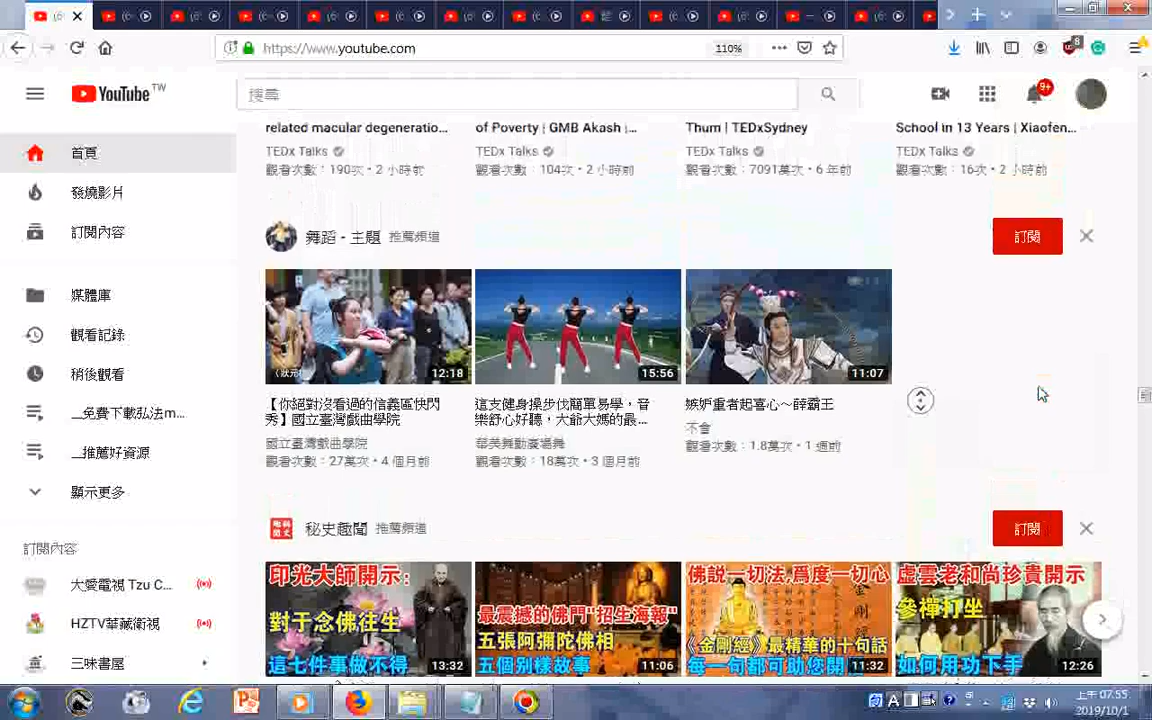 https://www.youtube.com
110%
8
YouTube TW
搜尋
9+
首頁
發燒影片
訂閱內容
媒體庫
觀看記錄
稍後觀看
__免費下載弘法m...
__推薦好資源
顯示更多
訂閱內容
大愛電視 Tzu C...
HZTV華藏衛視
三昧書屋
related macular degeneratio...
TEDx Talks
觀看次數：190次・2 小時前
of Poverty | GMB Akash |...
TEDx Talks
觀看次數：104次・2 小時前
Thum | TEDxSydney
TEDx Talks
觀看次數：7091萬次・6 年前
School in 13 Years | Xiaofen...
TEDx Talks
觀看次數：16次・2 小時前
舞蹈 - 主題 推薦頻道
訂閱
12:18
15:56
11:07
【你絕對沒看過的信義區快閃
秀】國立臺灣戲曲學院
國立臺灣戲曲學院
觀看次數：27萬次・4 個月前
這支健身操步伐簡單易學，音
樂舒心好聽，大爺大媽的最...
華美舞動廣場舞
觀看次數：18萬次・3 個月前
嫉妒重者起喜心～薛霸王
不會
觀看次數：1.8萬次・1 週前
秘史趣聞 推薦頻道
訂閱
印光大師開示：
對于念佛往生
這七件事做不得
13:32
最震撼的佛門"招生海報"
五張阿彌陀佛相
五個别樣故事
11:06
佛說一切法,爲度一切心
《金剛經》最精華的十句話
每一句都可助您開
11:32
虛雲老和尚珍貴開示
參禪打坐
如何用功下手
12:26
上午 07:55
2019/10/1